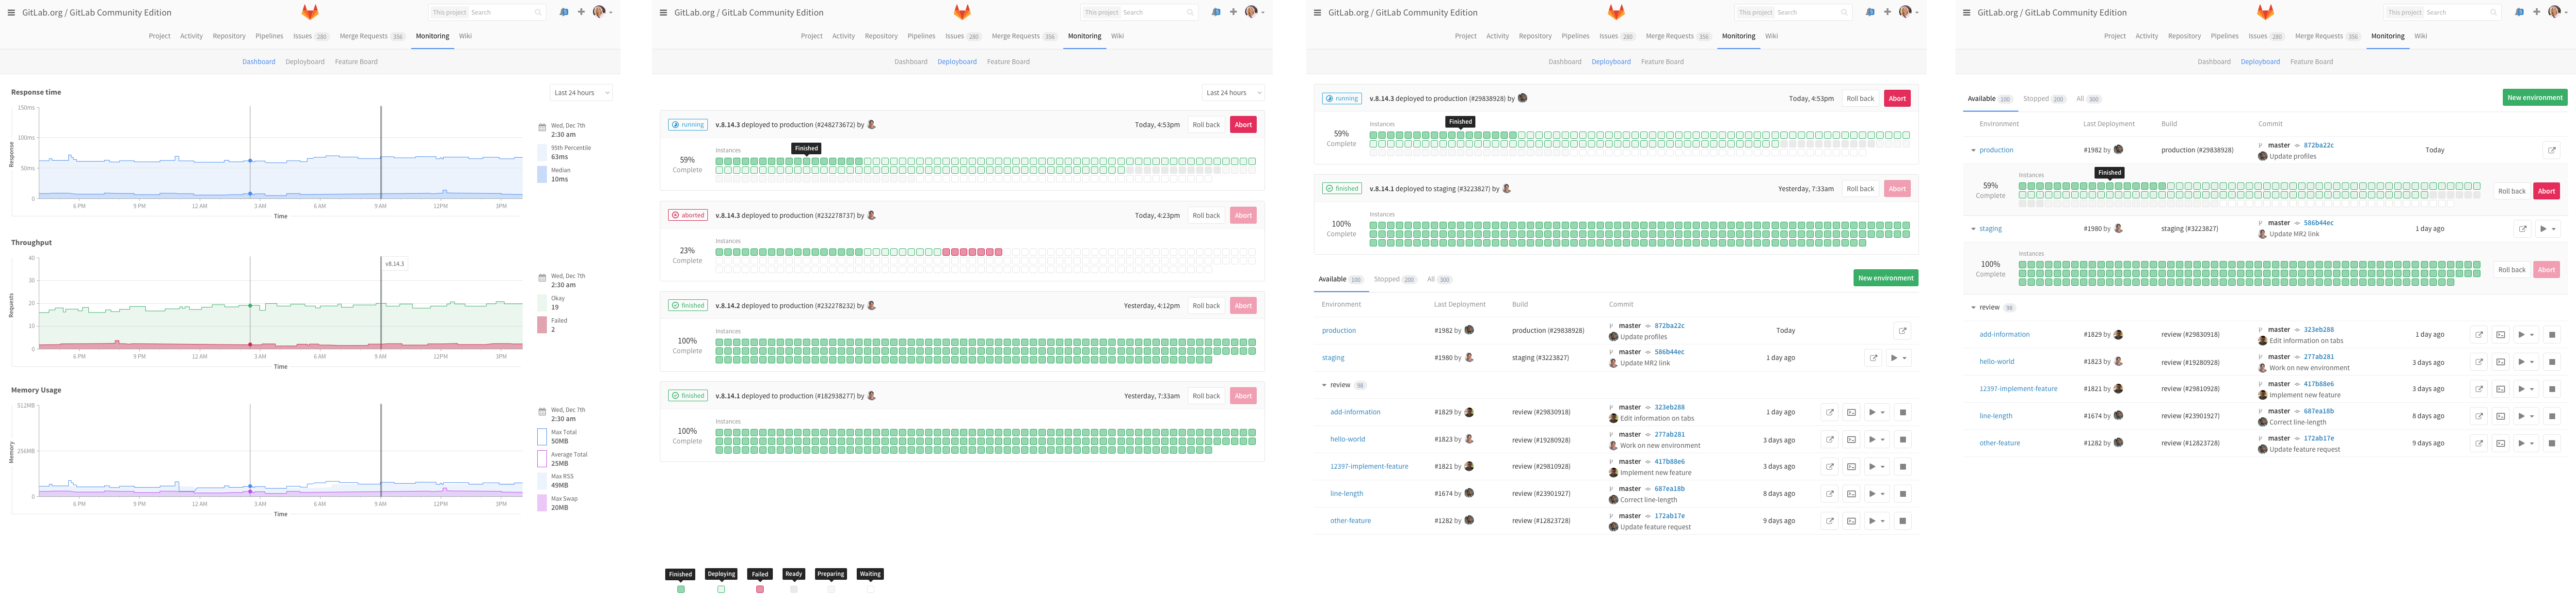 GitLab.org / GitLab Community Edition
This project Search
Project Activity Repository Pipelines Issues 280 Merge Requests 356 Monitoring Wiki
Dashboard Deployboard Feature Board
Response time
Last 24 hours
150ms
100ms
50ms
0
Response
6 PM 9 PM 12 AM 3 AM 6 AM 9 AM 12PM 3PM
Time
Wed, Dec 7th
2:30 am
95th Percentile
63ms
Median
10ms
Throughput
40
30
20
10
0
Requests
v8.14.3
6 PM 9 PM 12 AM 3 AM 6 AM 9 AM 12PM 3PM
Time
Wed, Dec 7th
2:30 am
Okay
19
Failed
2
Memory Usage
512MB
256MB
0
Memory
6 PM 9 PM 12 AM 3 AM 6 AM 9 AM 12PM 3PM
Time
Wed, Dec 7th
2:30 am
Max Total
50MB
Average Total
25MB
Max RSS
49MB
Max Swap
20MB
GitLab.org / GitLab Community Edition
This project Search
Project Activity Repository Pipelines Issues 280 Merge Requests 356 Monitoring Wiki
Dashboard Deployboard Feature Board
Last 24 hours
running v.8.14.3 deployed to production (#248273672) by Today, 4:53pm Roll back Abort
Finished
Instances
59%
Complete
aborted v.8.14.3 deployed to production (#232278737) by Today, 4:23pm Roll back Abort
Instances
23%
Complete
finished v.8.14.2 deployed to production (#232278232) by Yesterday, 4:12pm Roll back Abort
Instances
100%
Complete
finished v.8.14.1 deployed to production (#182938277) by Yesterday, 7:33am Roll back Abort
Instances
100%
Complete
Finished Deploying Failed Ready Preparing Waiting
GitLab.org / GitLab Community Edition
This project Search
Project Activity Repository Pipelines Issues 280 Merge Requests 356 Monitoring Wiki
Dashboard Deployboard Feature Board
running v.8.14.3 deployed to production (#29838928) by Today, 4:53pm Roll back Abort
Finished
Instances
59%
Complete
finished v.8.14.1 deployed to staging (#3223827) by Yesterday, 7:33am Roll back Abort
Instances
100%
Complete
Available 100 Stopped 200 All 300 New environment
Environment Last Deployment Build Commit
production #1982 by production (#29838928) master 872ba22c Today
Update profiles
staging #1980 by staging (#3223827) master 586b44ec 1 day ago
Update MR2 link
review 98
add-information #1829 by review (#29830918) master 323eb288 1 day ago
Edit information on tabs
hello-world #1823 by review (#19280928) master 277ab281 3 days ago
Work on new environment
12397-implement-feature #1821 by review (#29810928) master 417b88e6 3 days ago
Implement new feature
line-length #1674 by review (#23901927) master 687ea18b 8 days ago
Correct line-length
other-feature #1282 by review (#12823728) master 172ab17e 9 days ago
Update feature request
GitLab.org / GitLab Community Edition
This project Search
Project Activity Repository Pipelines Issues 280 Merge Requests 356 Monitoring Wiki
Dashboard Deployboard Feature Board
Available 100 Stopped 200 All 300 New environment
Environment Last Deployment Build Commit
production #1982 by production (#29838928) master 872ba22c Today
Update profiles
Finished
Instances
59%
Complete
Roll back Abort
staging #1980 by staging (#3223827) master 586b44ec 1 day ago
Update MR2 link
Instances
100%
Complete
Roll back Abort
review 98
add-information #1829 by review (#29830918) master 323eb288 1 day ago
Edit information on tabs
hello-world #1823 by review (#19280928) master 277ab281 3 days ago
Work on new environment
12397-implement-feature #1821 by review (#29810928) master 417b88e6 3 days ago
Implement new feature
line-length #1674 by review (#23901927) master 687ea18b 8 days ago
Correct line-length
other-feature #1282 by review (#12823728) master 172ab17e 9 days ago
Update feature request